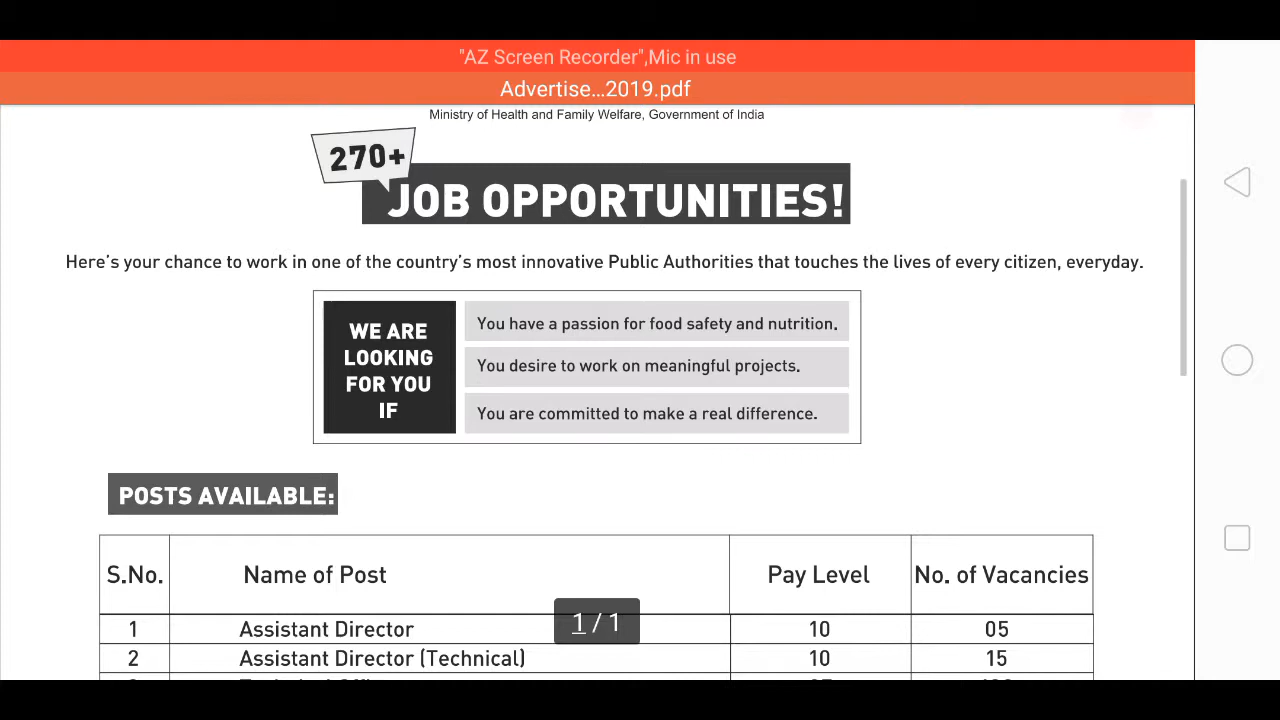 "AZ Screen Recorder",Mic in use
Advertise...2019.pdf
Ministry of Health and Family Welfare, Government of India
270+
JOB OPPORTUNITIES!
Here's your chance to work in one of the country's most innovative Public Authorities that touches the lives of every citizen, everyday.
WE ARE
LOOKING
FOR YOU
IF
You have a passion for food safety and nutrition.
You desire to work on meaningful projects.
You are committed to make a real difference.
POSTS AVAILABLE:
S.No. Name of Post Pay Level No. of Vacancies
1 / 1
1 Assistant Director 10 05
2 Assistant Director (Technical) 10 15